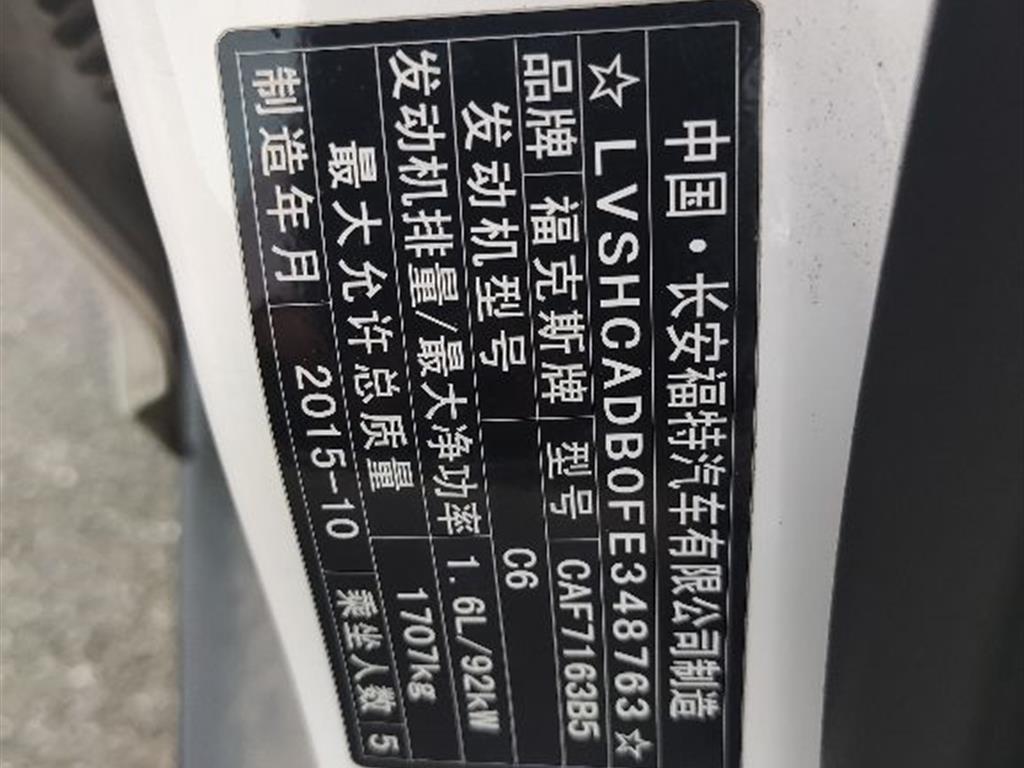 中国·长安福特汽车有限公司制造
☆LVSHCADB0FE348763☆
品牌 福克斯牌 型号 CAF7163B5
发动机型号 C6
发动机排量/最大净功率 1.6L/92kW
最大允许总质量 1707kg
制造年月 2015-10 乘坐人数 5